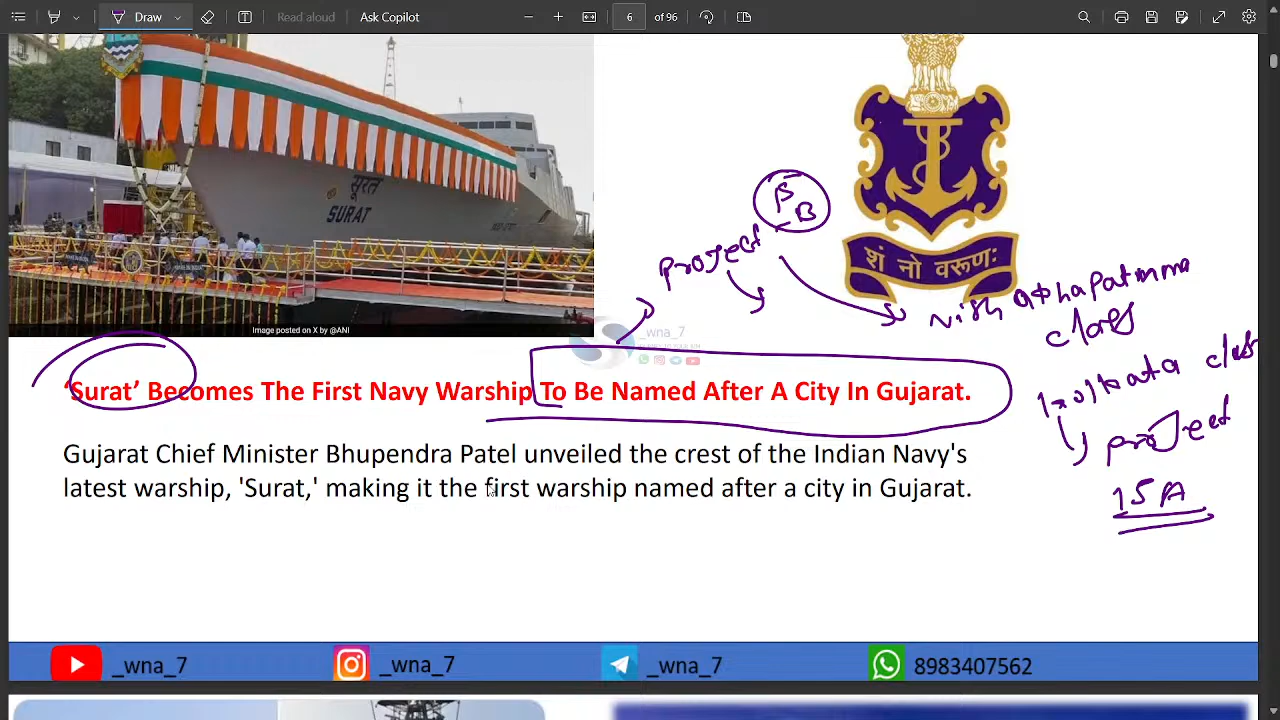 Draw
Read aloud
Ask Copilot
6
of 96
सूरत
SURAT
Image posted on X by @ANI
शं नो वरूणः
_wna_7
B
Project
class
Kolkata class
Project
15A
'Surat' Becomes The First Navy Warship To Be Named After A City In Gujarat.
Gujarat Chief Minister Bhupendra Patel unveiled the crest of the Indian Navy's
latest warship, 'Surat,' making it the first warship named after a city in Gujarat.
_wna_7
_wna_7
_wna_7
8983407562